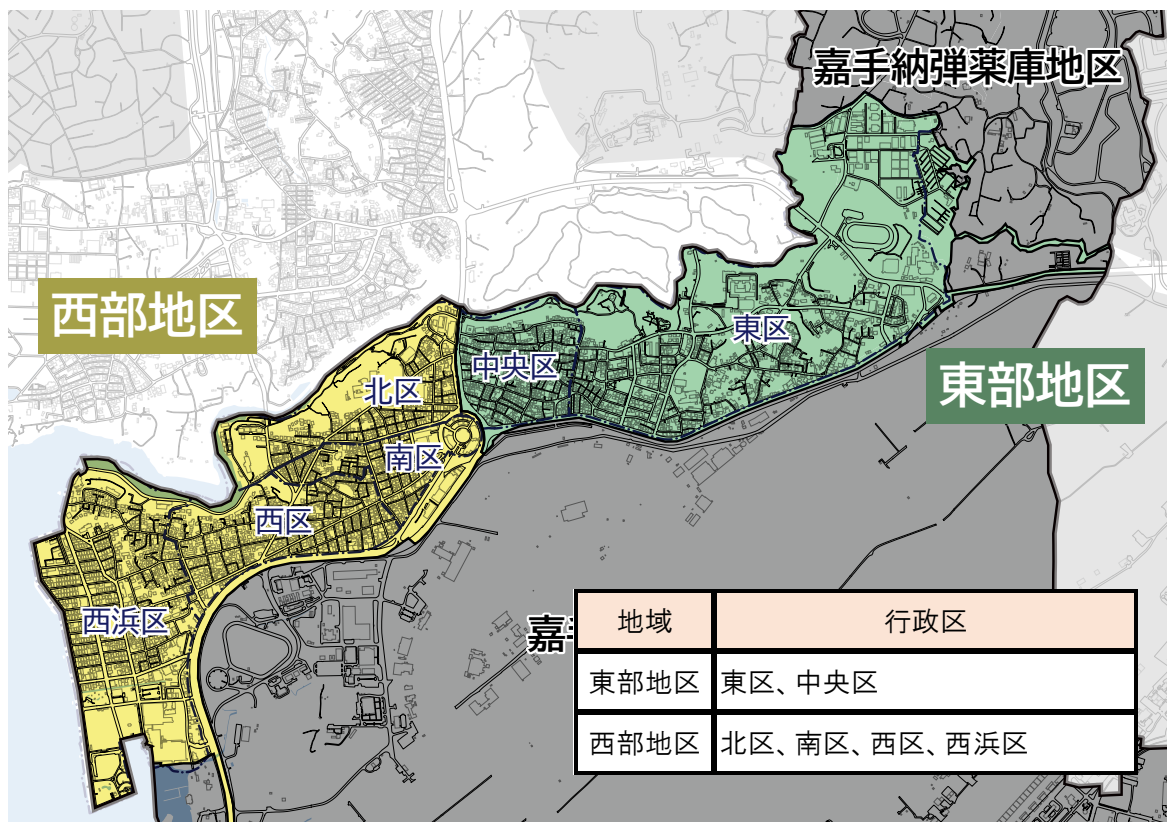 嘉手納弾薬庫地区
西部地区
東区
中央区
北区
東部地区
南区
西区
西浜区
嘉
地域 行政区
東部地区 東区、中央区
西部地区 北区、南区、西区、西浜区